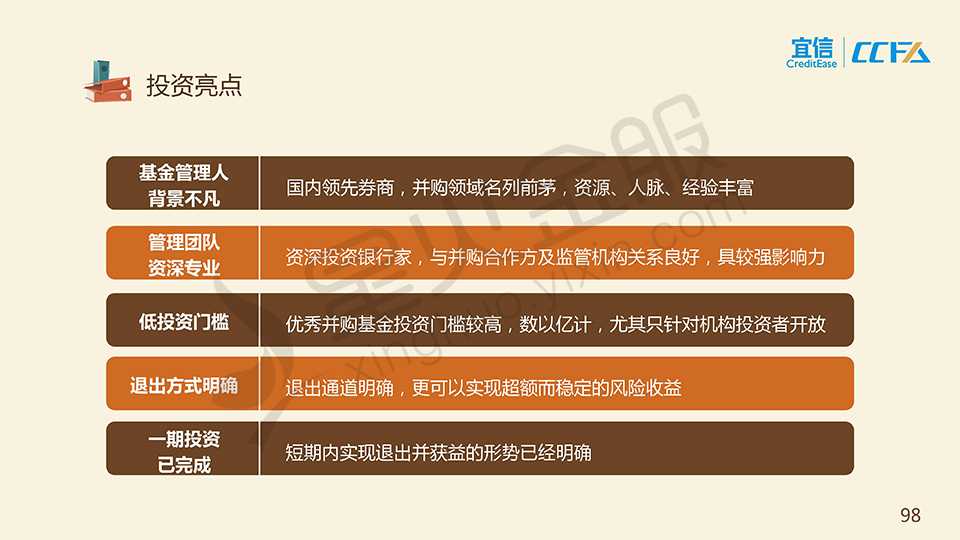 宜信
CreditEase
CCFA
投资亮点
基金管理人
背景不凡
国内领先券商，并购领域名列前茅，资源、人脉、经验丰富
管理团队
资深专业
资深投资银行家，与并购合作方及监管机构关系良好，具较强影响力
低投资门槛
优秀并购基金投资门槛较高，数以亿计，尤其只针对机构投资者开放
退出方式明确
退出通道明确，更可以实现超额而稳定的风险收益
一期投资
已完成
短期内实现退出并获益的形势已经明确
星火金服
xinghuo.yixin.com
98